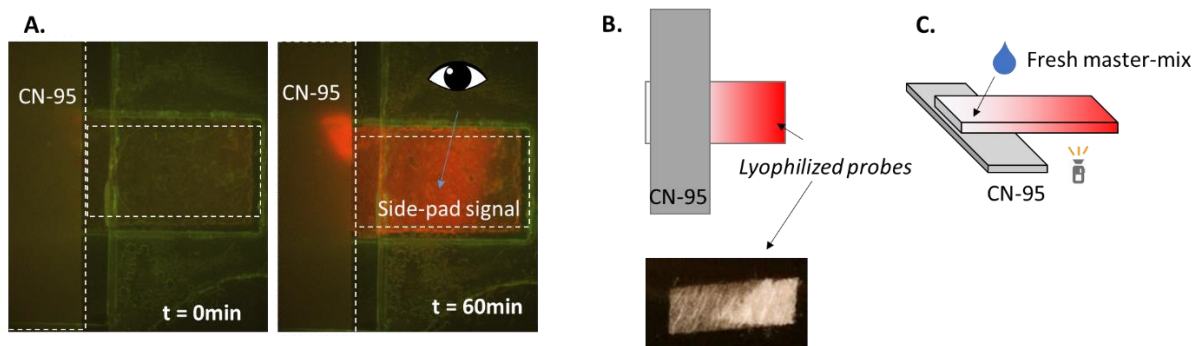 A.
CN-95
t = 0min
CN-95
Side-pad signal
t = 60min
B.
CN-95
Lyophilized probes
C.
Fresh master-mix
CN-95